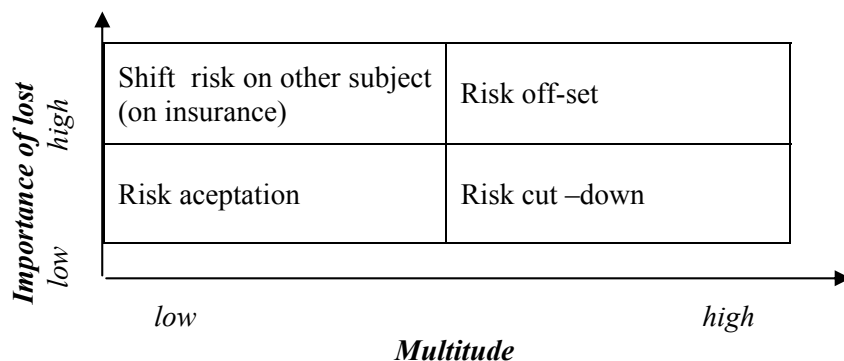 Importance of lost
low high
Shift risk on other subject
(on insurance)
Risk off-set
Risk aceptation
Risk cut –down
low high
Multitude